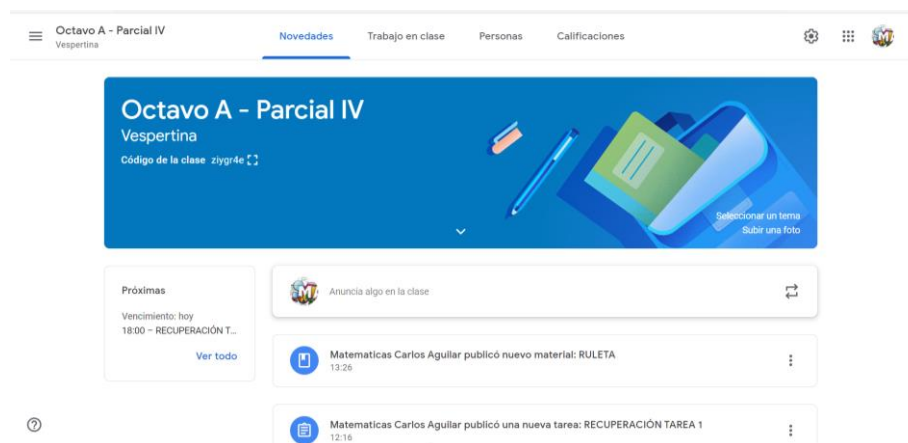 Octavo A - Parcial IV
Vespertina
Novedades
Trabajo en clase
Personas
Calificaciones
Octavo A - Parcial IV
Vespertina
Código de la clase ziygr4e
Seleccionar un tema
Subir una foto
Próximas
Vencimiento: hoy
18:00 – RECUPERACIÓN T...
Ver todo
Anuncia algo en la clase
Matematicas Carlos Aguilar publicó nuevo material: RULETA
13:26
Matematicas Carlos Aguilar publicó una nueva tarea: RECUPERACIÓN TAREA 1
12:16